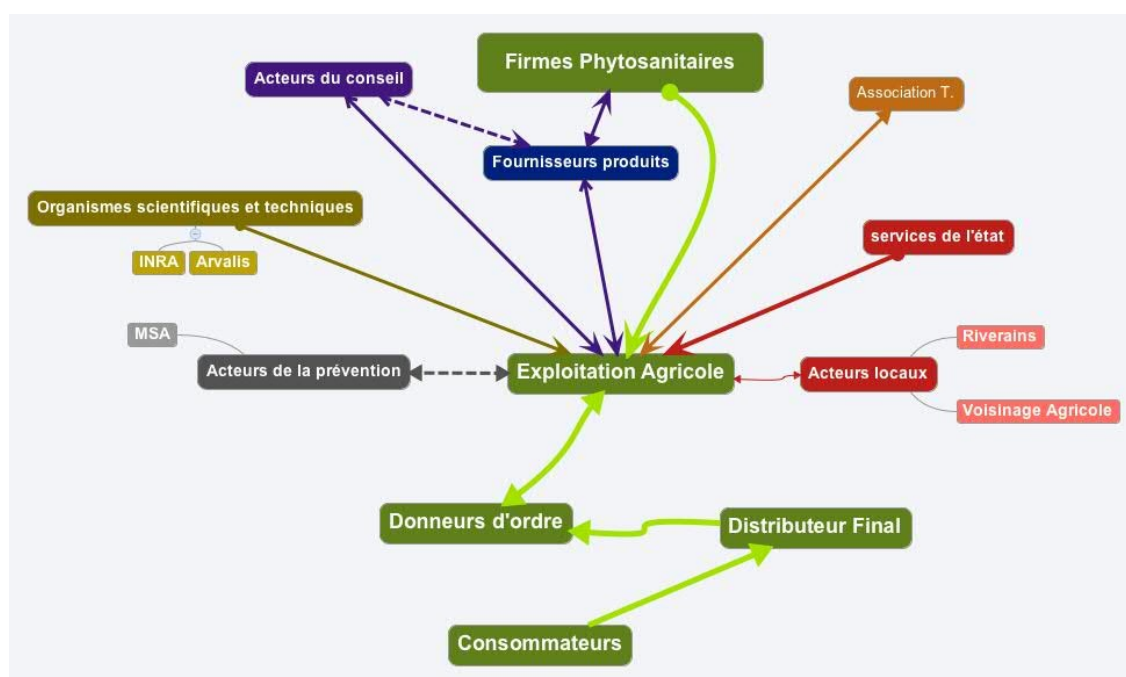 Firmes Phytosanitaires
Acteurs du conseil
Association T.
Fournisseurs produits
Organismes scientifiques et techniques
services de l'état
INRA
Arvalis
MSA
Riverains
Acteurs de la prévention
Exploitation Agricole
Acteurs locaux
Voisinage Agricole
Donneurs d'ordre
Distributeur Final
Consommateurs